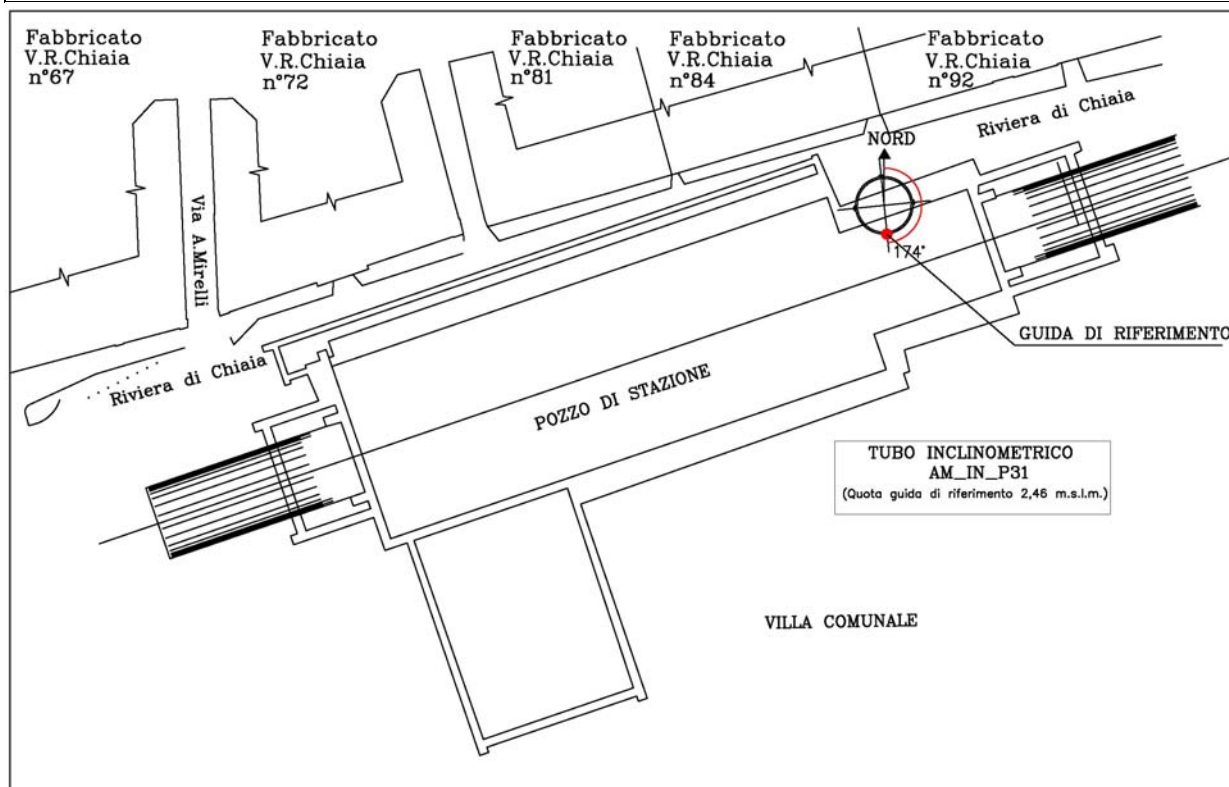 Fabbricato
V.R.Chiaia
n°67
Fabbricato
V.R.Chiaia
n°72
Fabbricato
V.R.Chiaia
n°81
Fabbricato
V.R.Chiaia
n°84
Fabbricato
V.R.Chiaia
n°92
Riviera di Chiaia
NORD
174°
Via A.Mirelli
GUIDA DI RIFERIMENTO
Riviera di Chiaia
POZZO DI STAZIONE
TUBO INCLINOMETRICO
AM_IN_P31
(Quota guida di riferimento 2,46 m.s.l.m.)
VILLA COMUNALE